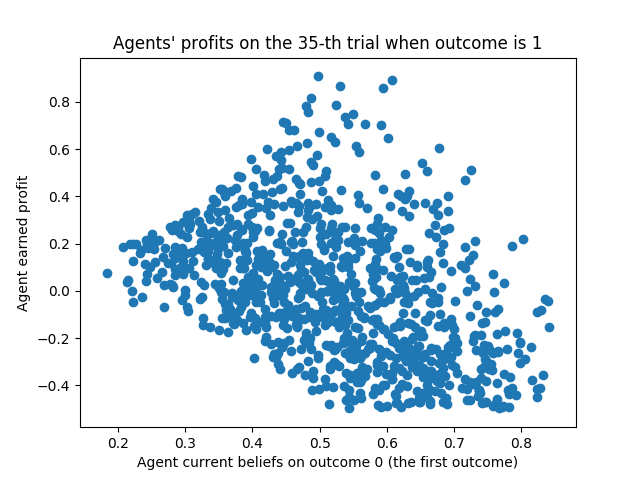 Agents' profits on the 35-th trial when outcome is 1
Agent earned profit
0.8
0.6
0.4
0.2
0.0
−0.2
−0.4
0.2 0.3 0.4 0.5 0.6 0.7 0.8
Agent current beliefs on outcome 0 (the first outcome)